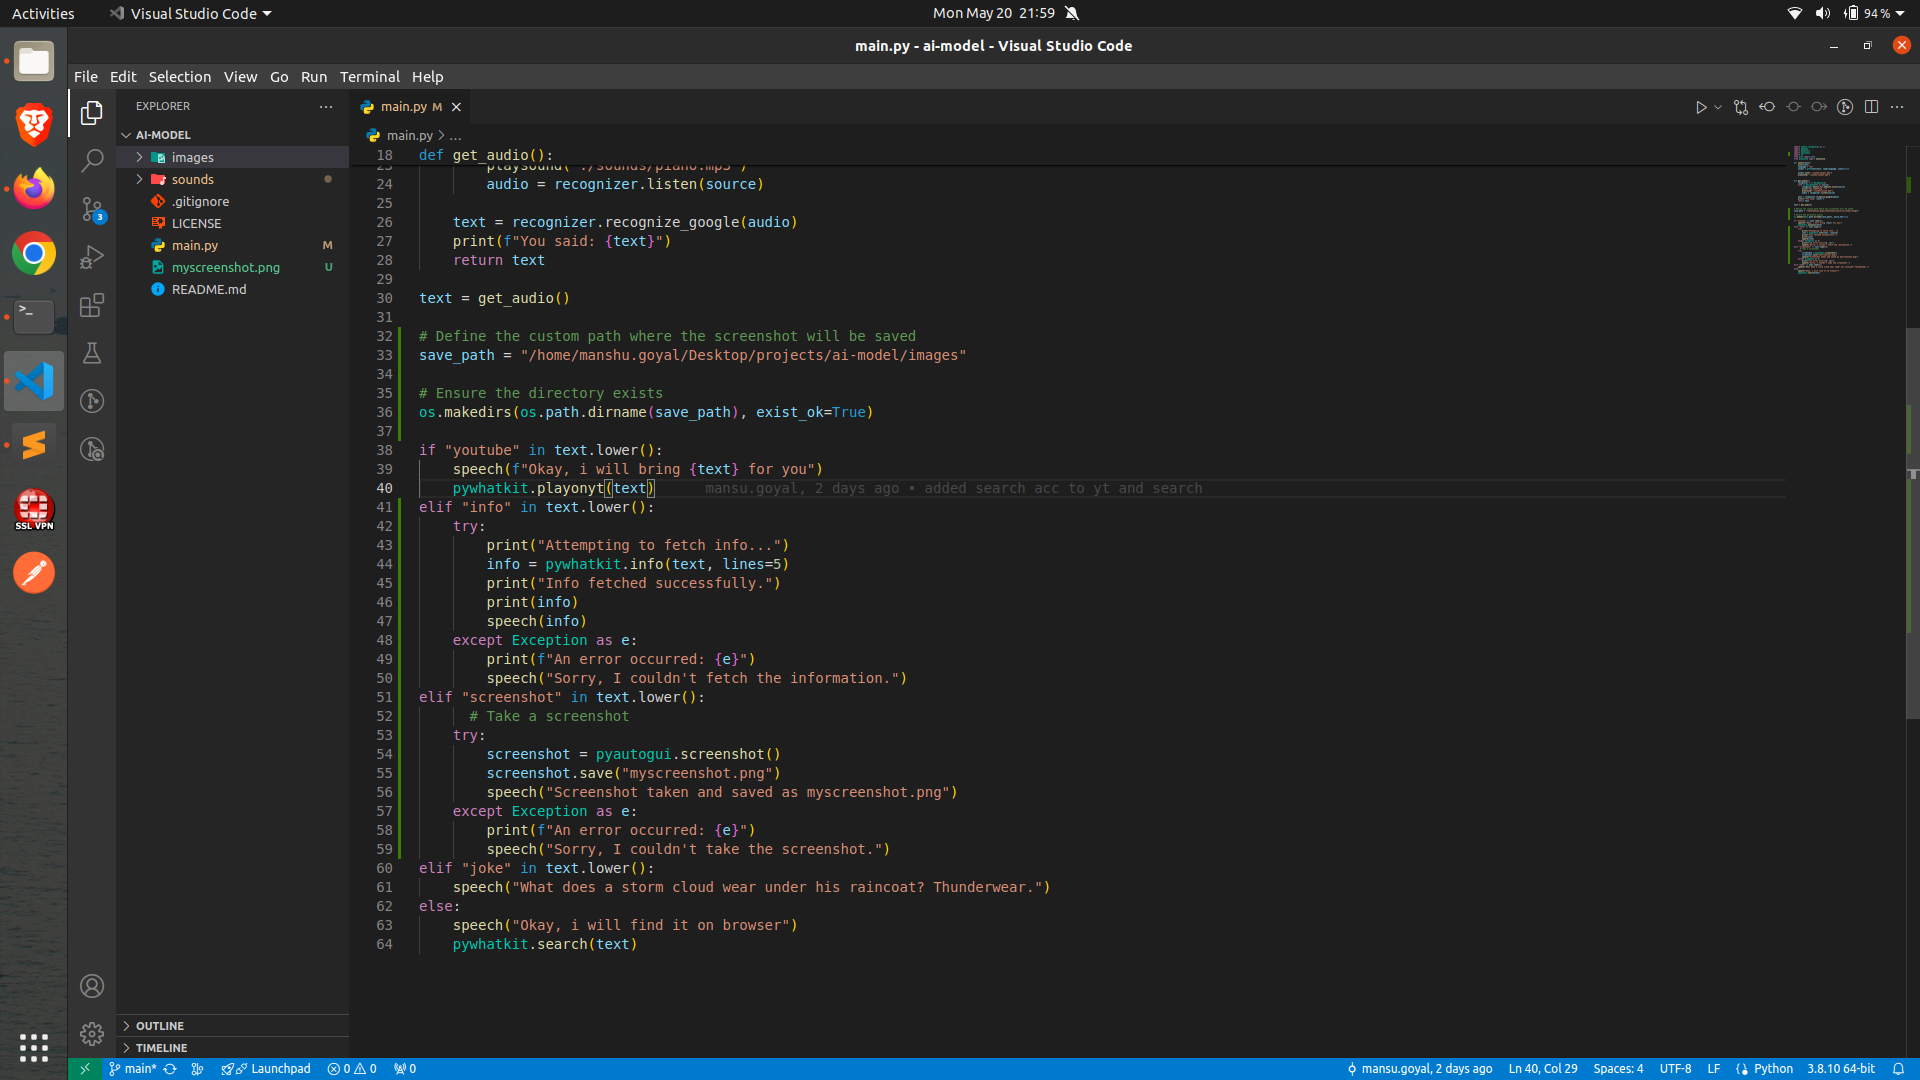 Activities
Visual Studio Code
Mon May 20 21:59
94 %
main.py - ai-model - Visual Studio Code
File Edit Selection View Go Run Terminal Help
EXPLORER
AI-MODEL
images
sounds
.gitignore
LICENSE
main.py M
myscreenshot.png U
README.md
OUTLINE
TIMELINE
3
SSL VPN
main.py M
main.py > ...
18 def get_audio():
23 playsound("./sounds/piano.mp3")
24 audio = recognizer.listen(source)
25
26 text = recognizer.recognize_google(audio)
27 print(f"You said: {text}")
28 return text
29
30 text = get_audio()
31
32 # Define the custom path where the screenshot will be saved
33 save_path = "/home/manshu.goyal/Desktop/projects/ai-model/images"
34
35 # Ensure the directory exists
36 os.makedirs(os.path.dirname(save_path), exist_ok=True)
37
38 if "youtube" in text.lower():
39 speech(f"Okay, i will bring {text} for you")
40 pywhatkit.playonyt(text) mansu.goyal, 2 days ago • added search acc to yt and search
41 elif "info" in text.lower():
42 try:
43 print("Attempting to fetch info...")
44 info = pywhatkit.info(text, lines=5)
45 print("Info fetched successfully.")
46 print(info)
47 speech(info)
48 except Exception as e:
49 print(f"An error occurred: {e}")
50 speech("Sorry, I couldn't fetch the information.")
51 elif "screenshot" in text.lower():
52 # Take a screenshot
53 try:
54 screenshot = pyautogui.screenshot()
55 screenshot.save("myscreenshot.png")
56 speech("Screenshot taken and saved as myscreenshot.png")
57 except Exception as e:
58 print(f"An error occurred: {e}")
59 speech("Sorry, I couldn't take the screenshot.")
60 elif "joke" in text.lower():
61 speech("What does a storm cloud wear under his raincoat? Thunderwear.")
62 else:
63 speech("Okay, i will find it on browser")
64 pywhatkit.search(text)
main* Launchpad 0 0 0
mansu.goyal, 2 days ago Ln 40, Col 29 Spaces: 4 UTF-8 LF Python 3.8.10 64-bit